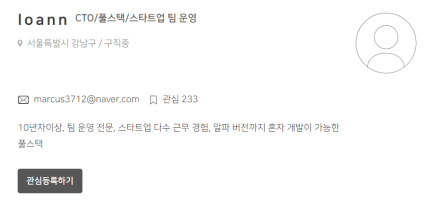 loann CTO/풀스택/스타트업 팀 운영
서울특별시 강남구 / 구직중
marcus3712@naver.com 관심 233
10년차이상, 팀 운영 전문, 스타트업 다수 근무 경험, 알파 버전까지 혼자 개발이 가능한
풀스택
관심등록하기